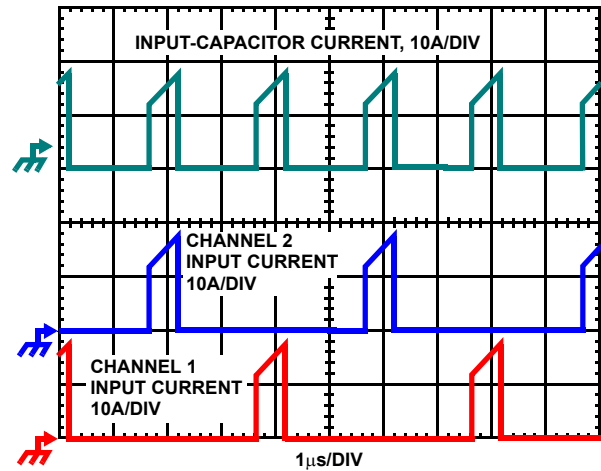 INPUT-CAPACITOR CURRENT, 10A/DIV
CHANNEL 2
INPUT CURRENT
10A/DIV
CHANNEL 1
INPUT CURRENT
10A/DIV
1μs/DIV